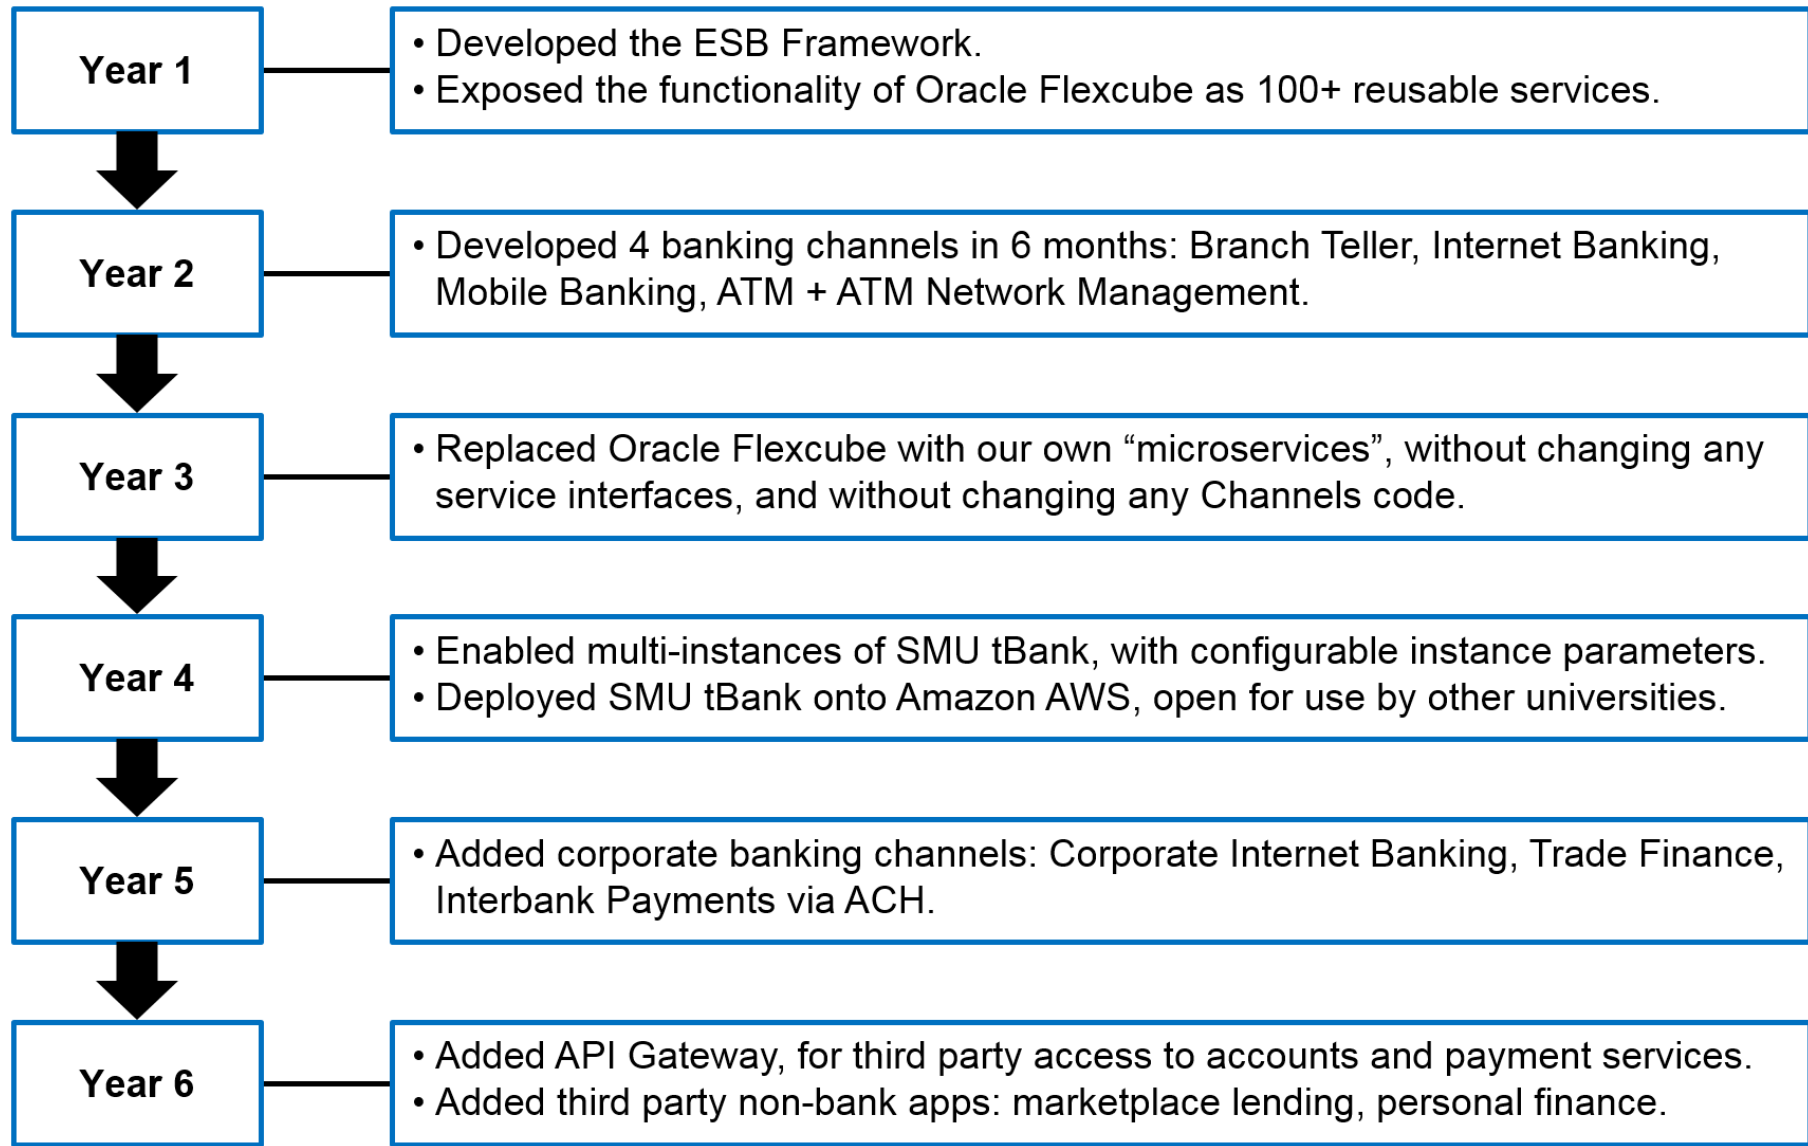 Year 1
• Developed the ESB Framework.
• Exposed the functionality of Oracle Flexcube as 100+ reusable services.
Year 2
• Developed 4 banking channels in 6 months: Branch Teller, Internet Banking,
Mobile Banking, ATM + ATM Network Management.
Year 3
• Replaced Oracle Flexcube with our own “microservices”, without changing any
service interfaces, and without changing any Channels code.
Year 4
• Enabled multi-instances of SMU tBank, with configurable instance parameters.
• Deployed SMU tBank onto Amazon AWS, open for use by other universities.
Year 5
• Added corporate banking channels: Corporate Internet Banking, Trade Finance,
Interbank Payments via ACH.
Year 6
• Added API Gateway, for third party access to accounts and payment services.
• Added third party non-bank apps: marketplace lending, personal finance.